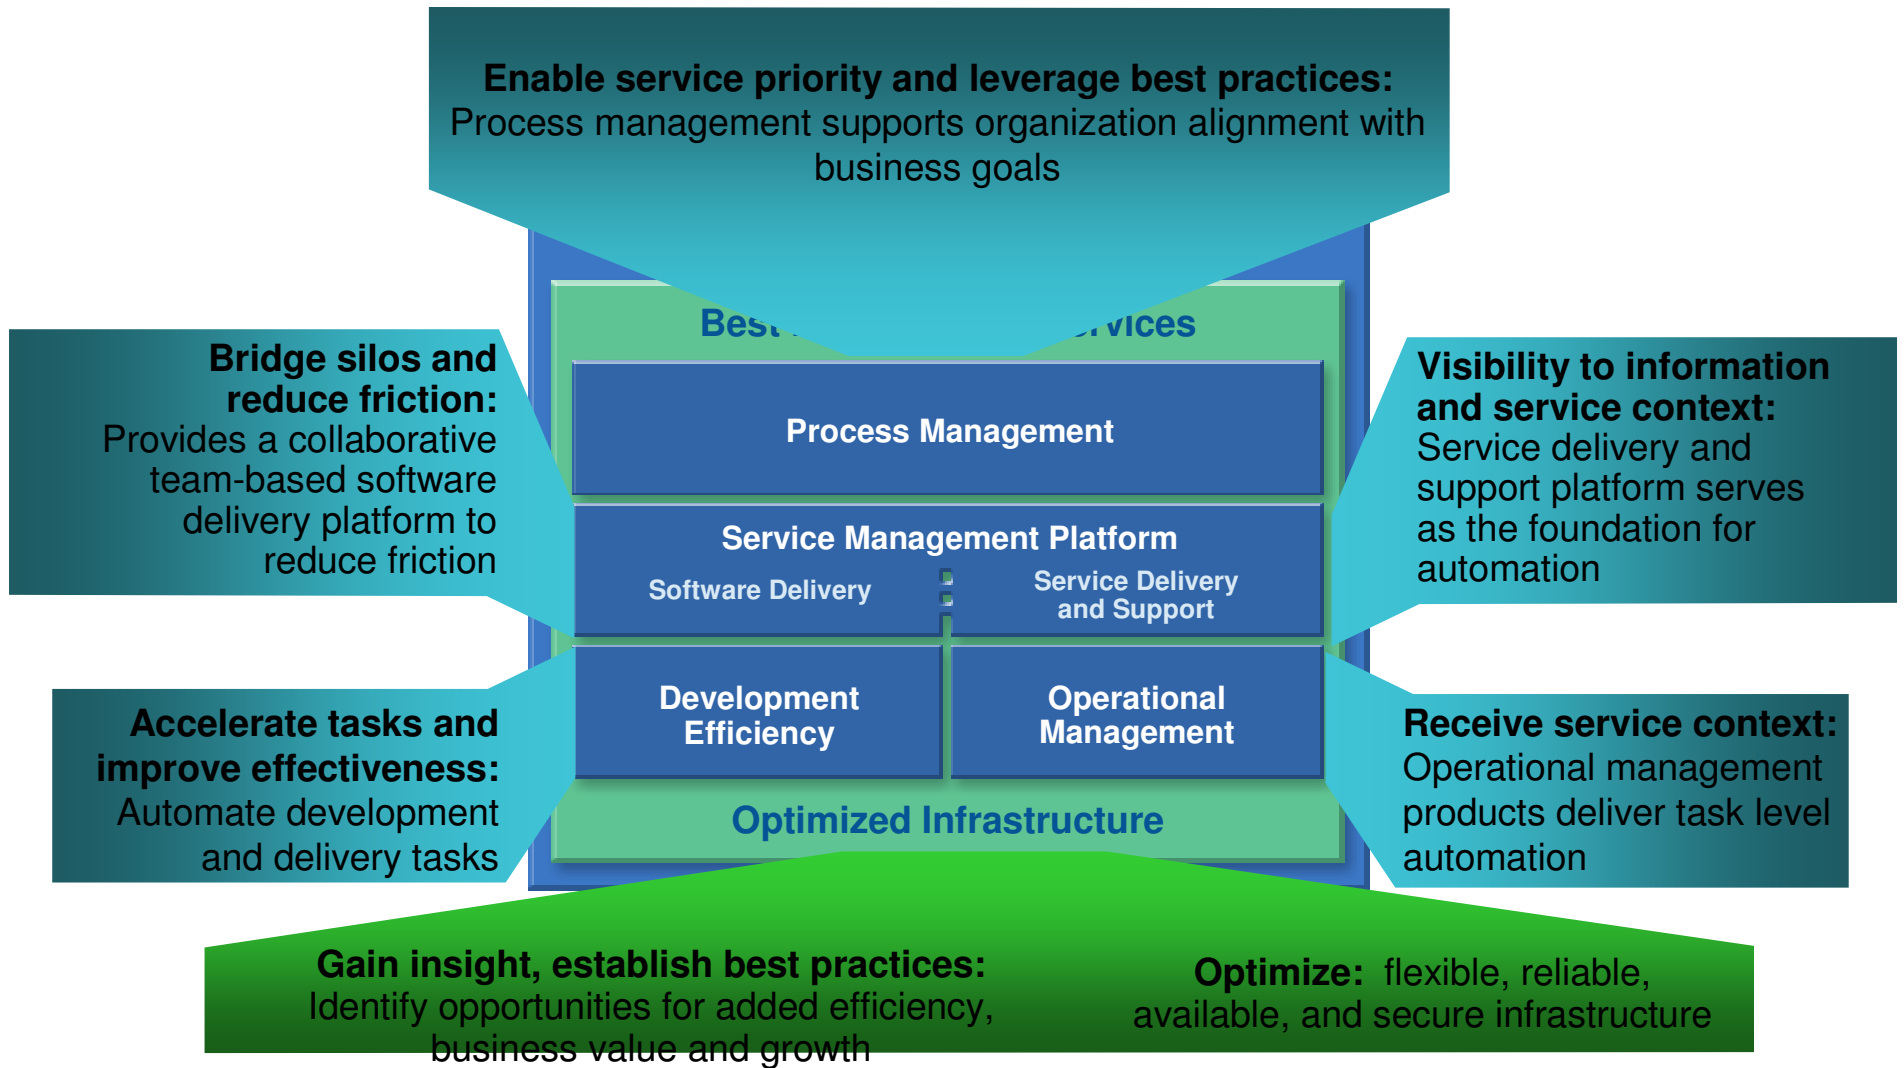 Enable service priority and leverage best practices:
Process management supports organization alignment with
business goals
Bridge silos and
reduce friction:
Provides a collaborative
team-based software
delivery platform to
reduce friction
Best
Process Management
Service Management Platform
Software Delivery
Service Delivery
and Support
Visibility to information
and service context:
Service delivery and
support platform serves
as the foundation for
automation
Accelerate tasks and
improve effectiveness:
Automate development
and delivery tasks
Development
Efficiency
Operational
Management
Receive service context:
Operational management
products deliver task level
automation
Optimized Infrastructure
Gain insight, establish best practices:
Identify opportunities for added efficiency,
business value and growth
Optimize: flexible, reliable,
available, and secure infrastructure